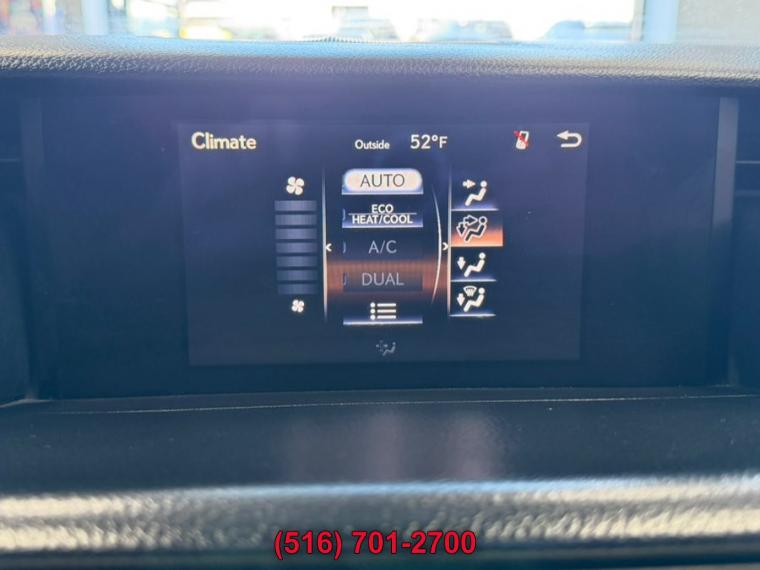 Climate
Outside 52°F
AUTO
ECO
HEAT/COOL
A/C
DUAL
(516) 701-2700